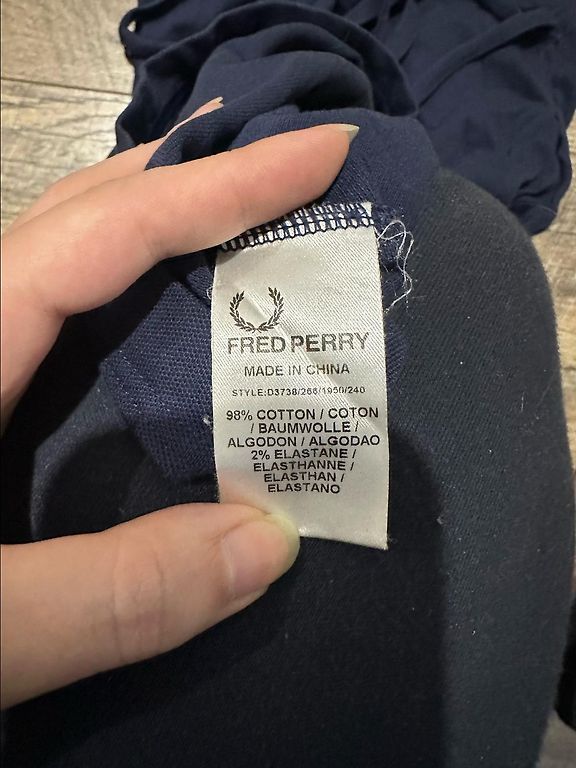 FRED PERRY
MADE IN CHINA
STYLE:D3738/266/1950/240
98% COTTON / COTON
/ BAUMWOLLE /
ALGODON / ALGODAO
2% ELASTANE /
ELASTHANNE /
ELASTHAN /
ELASTANO